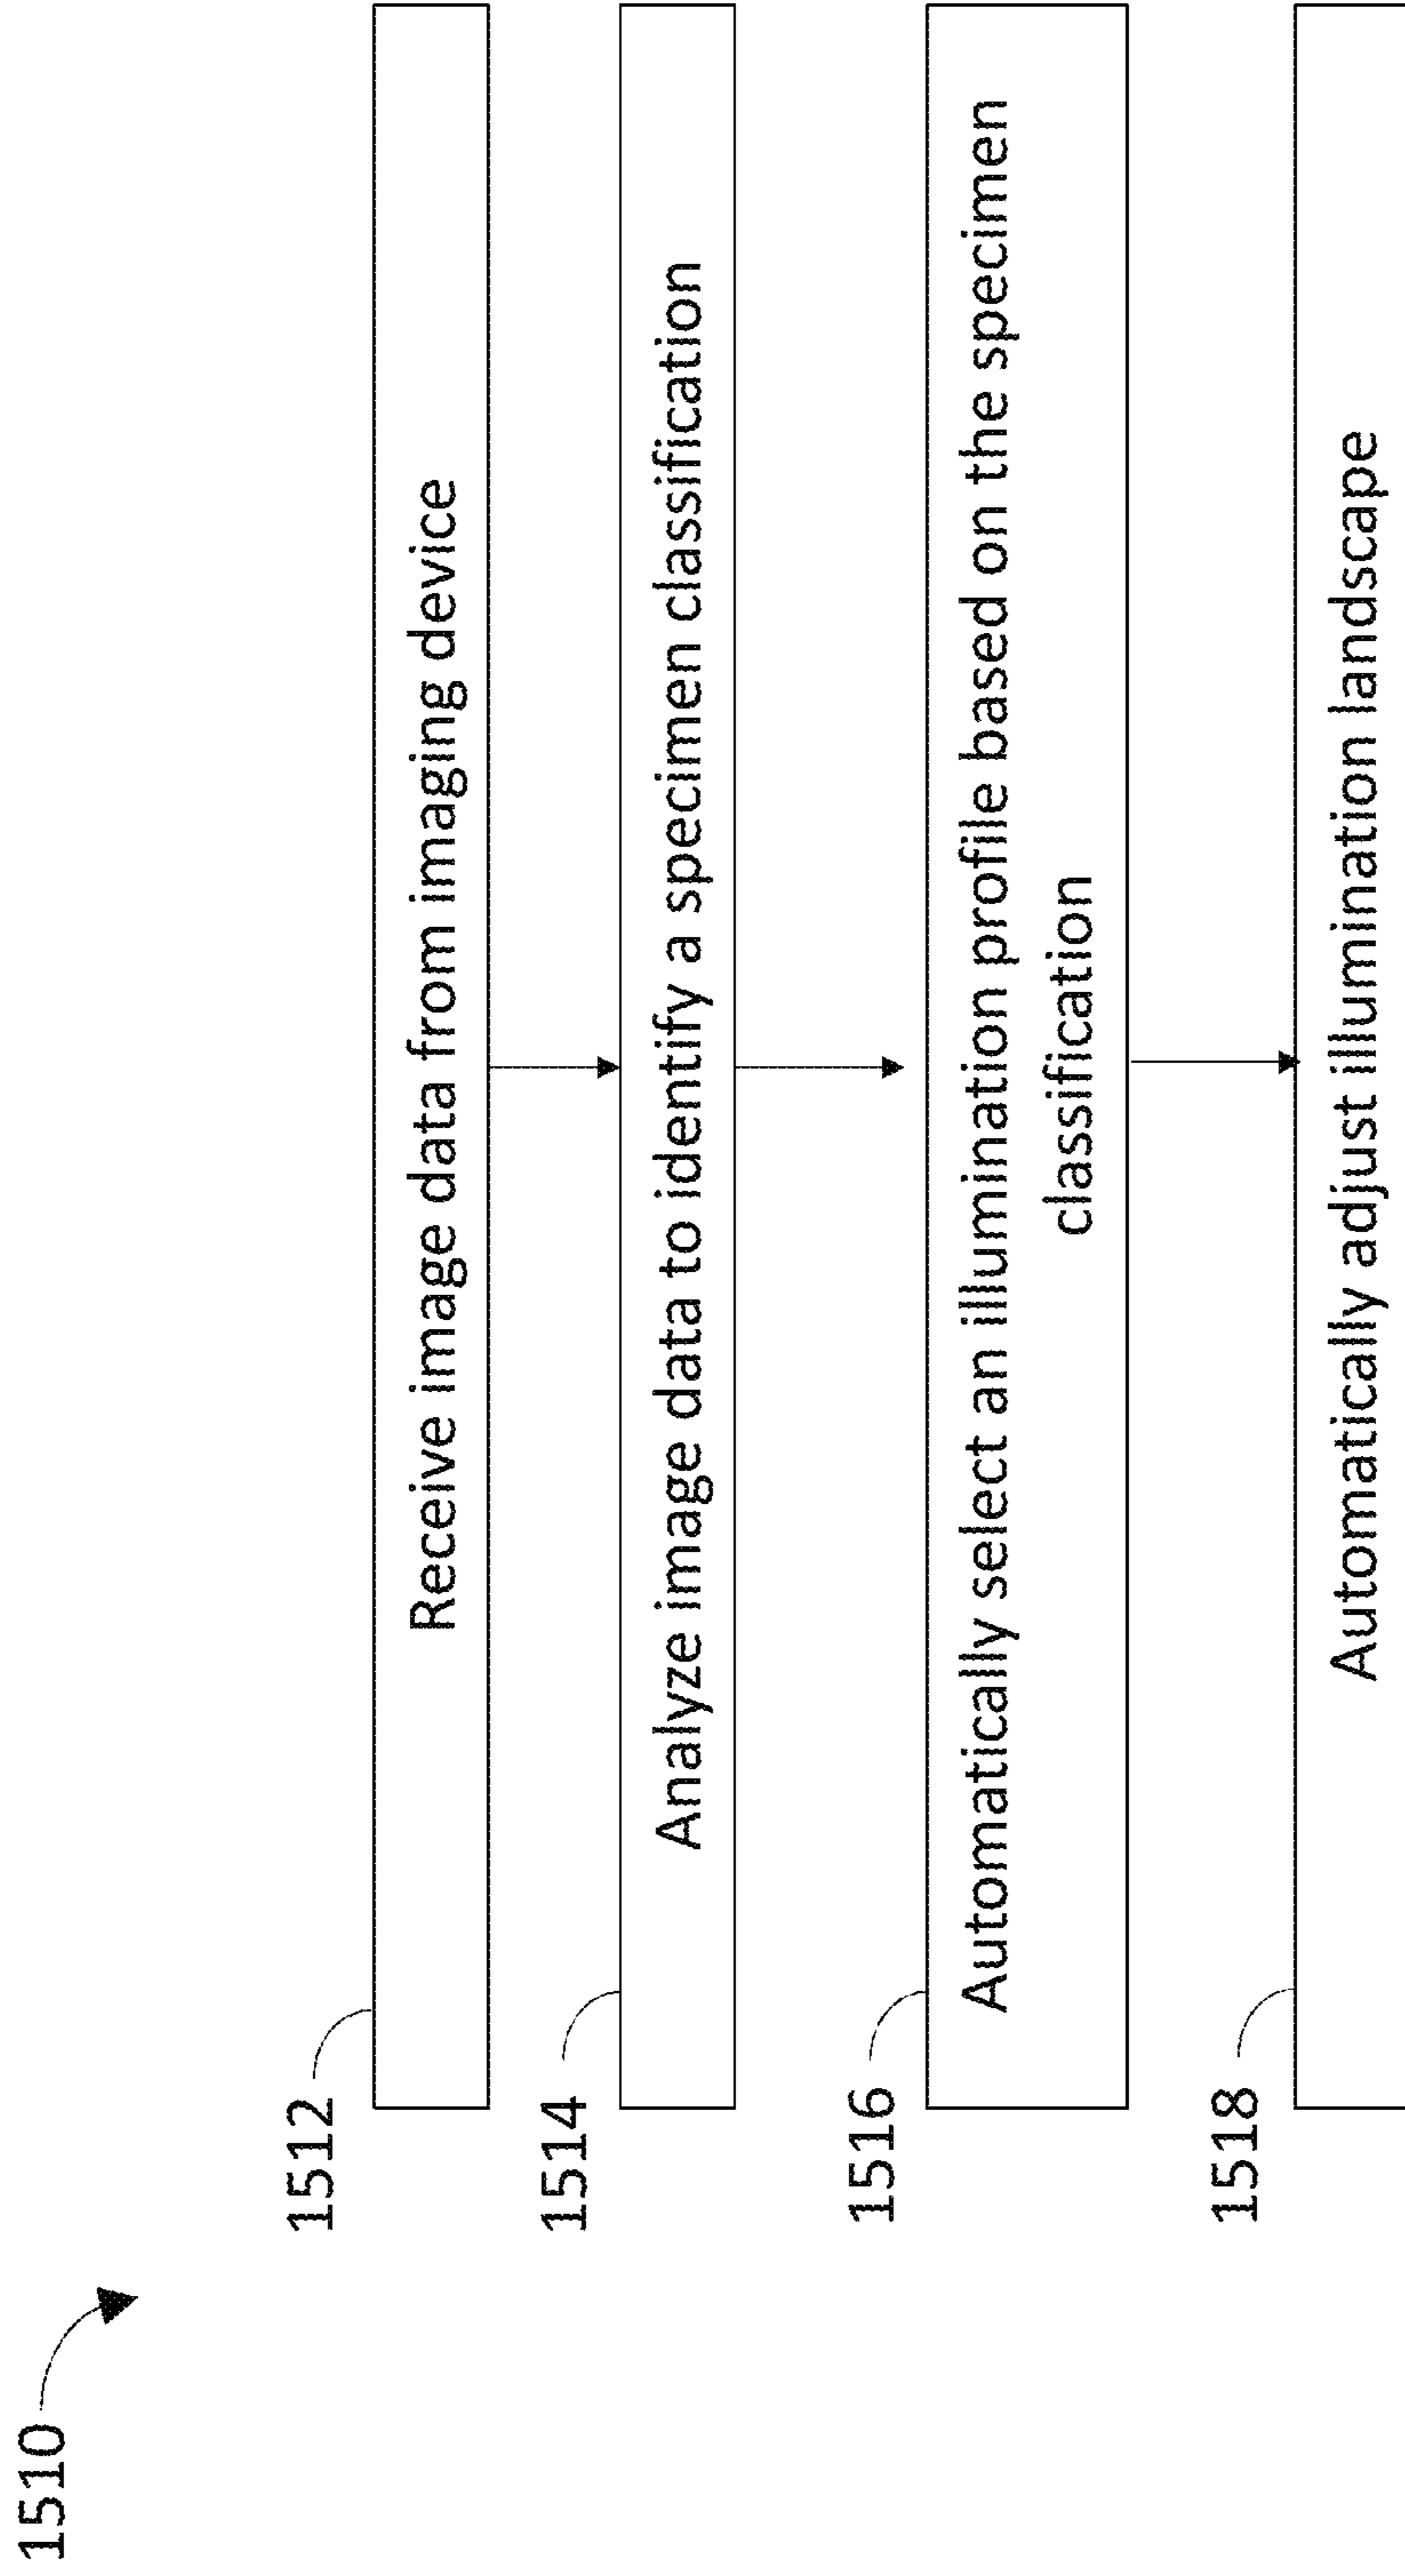 1510
1512
Receive image data from imaging device
1514
Analyze image data to identify a specimen classification
1516
Automatically select an illumination profile based on the specimen
classification
1518
Automatically adjust illumination landscape